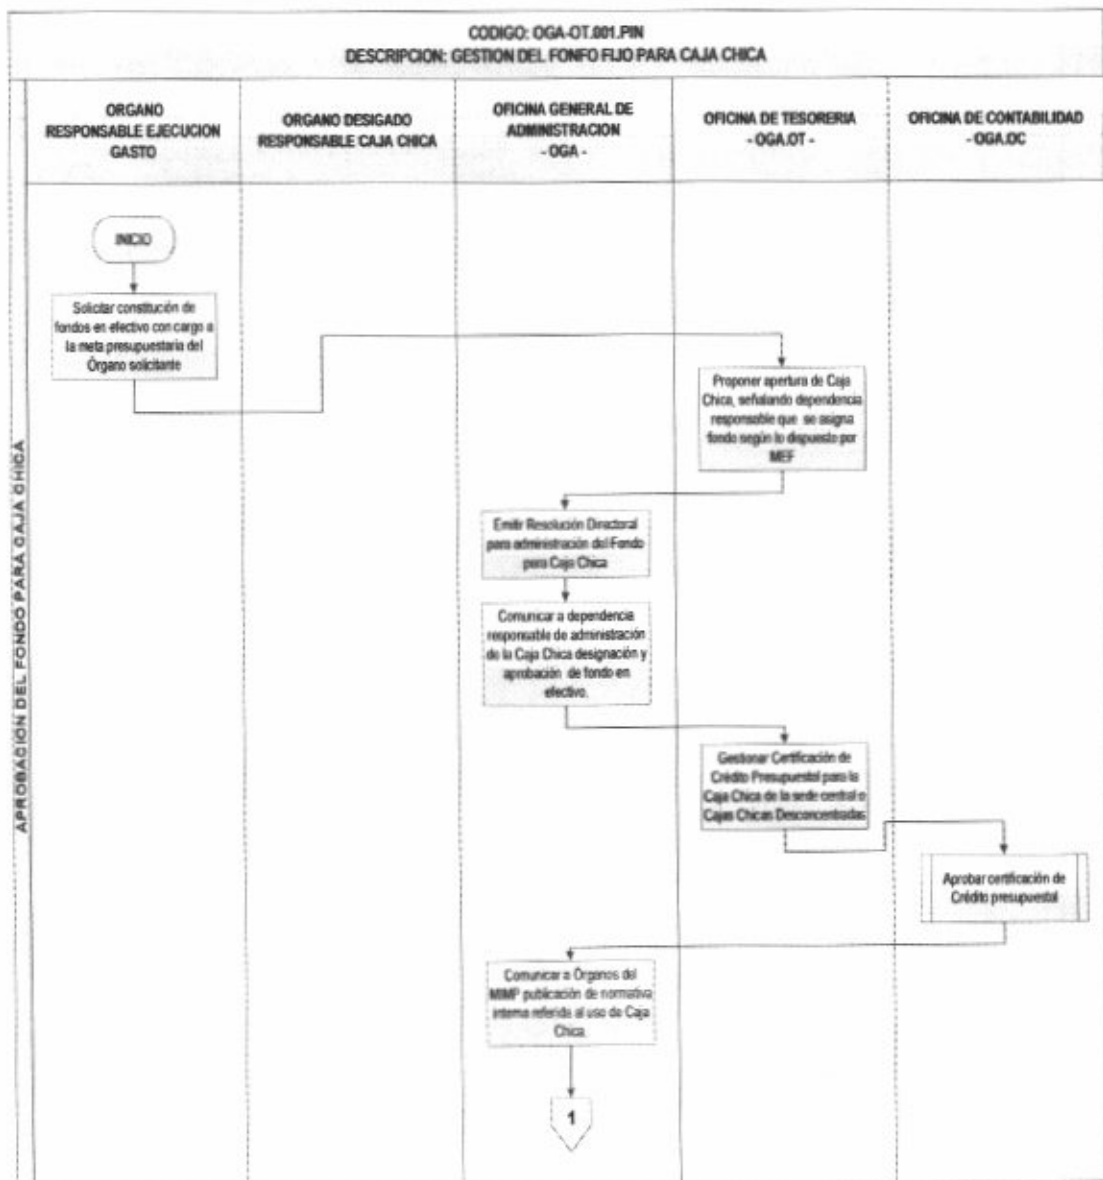 CODIGO: OGA-OT.001.PIN
DESCRIPCION: GESTION DEL FONFO FIJO PARA CAJA CHICA
ORGANO
RESPONSABLE EJECUCION
GASTO
ORGANO DESIGADO
RESPONSABLE CAJA CHICA
OFICINA GENERAL DE
ADMINISTRACION
- OGA -
OFICINA DE TESORERIA
- OGA.OT -
OFICINA DE CONTABILIDAD
- OGA.OC
APROBACION DEL FONDO PARA CAJA CHICA
INICIO
Solicitar constitución de
fondos en efectivo con cargo a
la meta presupuestaria del
Órgano solicitante
Proponer apertura de Caja
Chica, señalando dependencia
responsable que se asigna
fondo según lo dispuesto por
MEF
Emitir Resolución Directoral
para administración del Fondo
para Caja Chica
Comunicar a dependencia
responsable de administración
de la Caja Chica designación y
aprobación de fondo en
efectivo.
Gestionar Certificación de
Crédito Presupuestal para la
Caja Chica de la sede central o
Cajas Chicas Desconcentradas
Aprobar certificación de
Crédito presupuestal
Comunicar a Órganos del
MIMP publicación de normativa
interna referida al uso de Caja
Chica
1